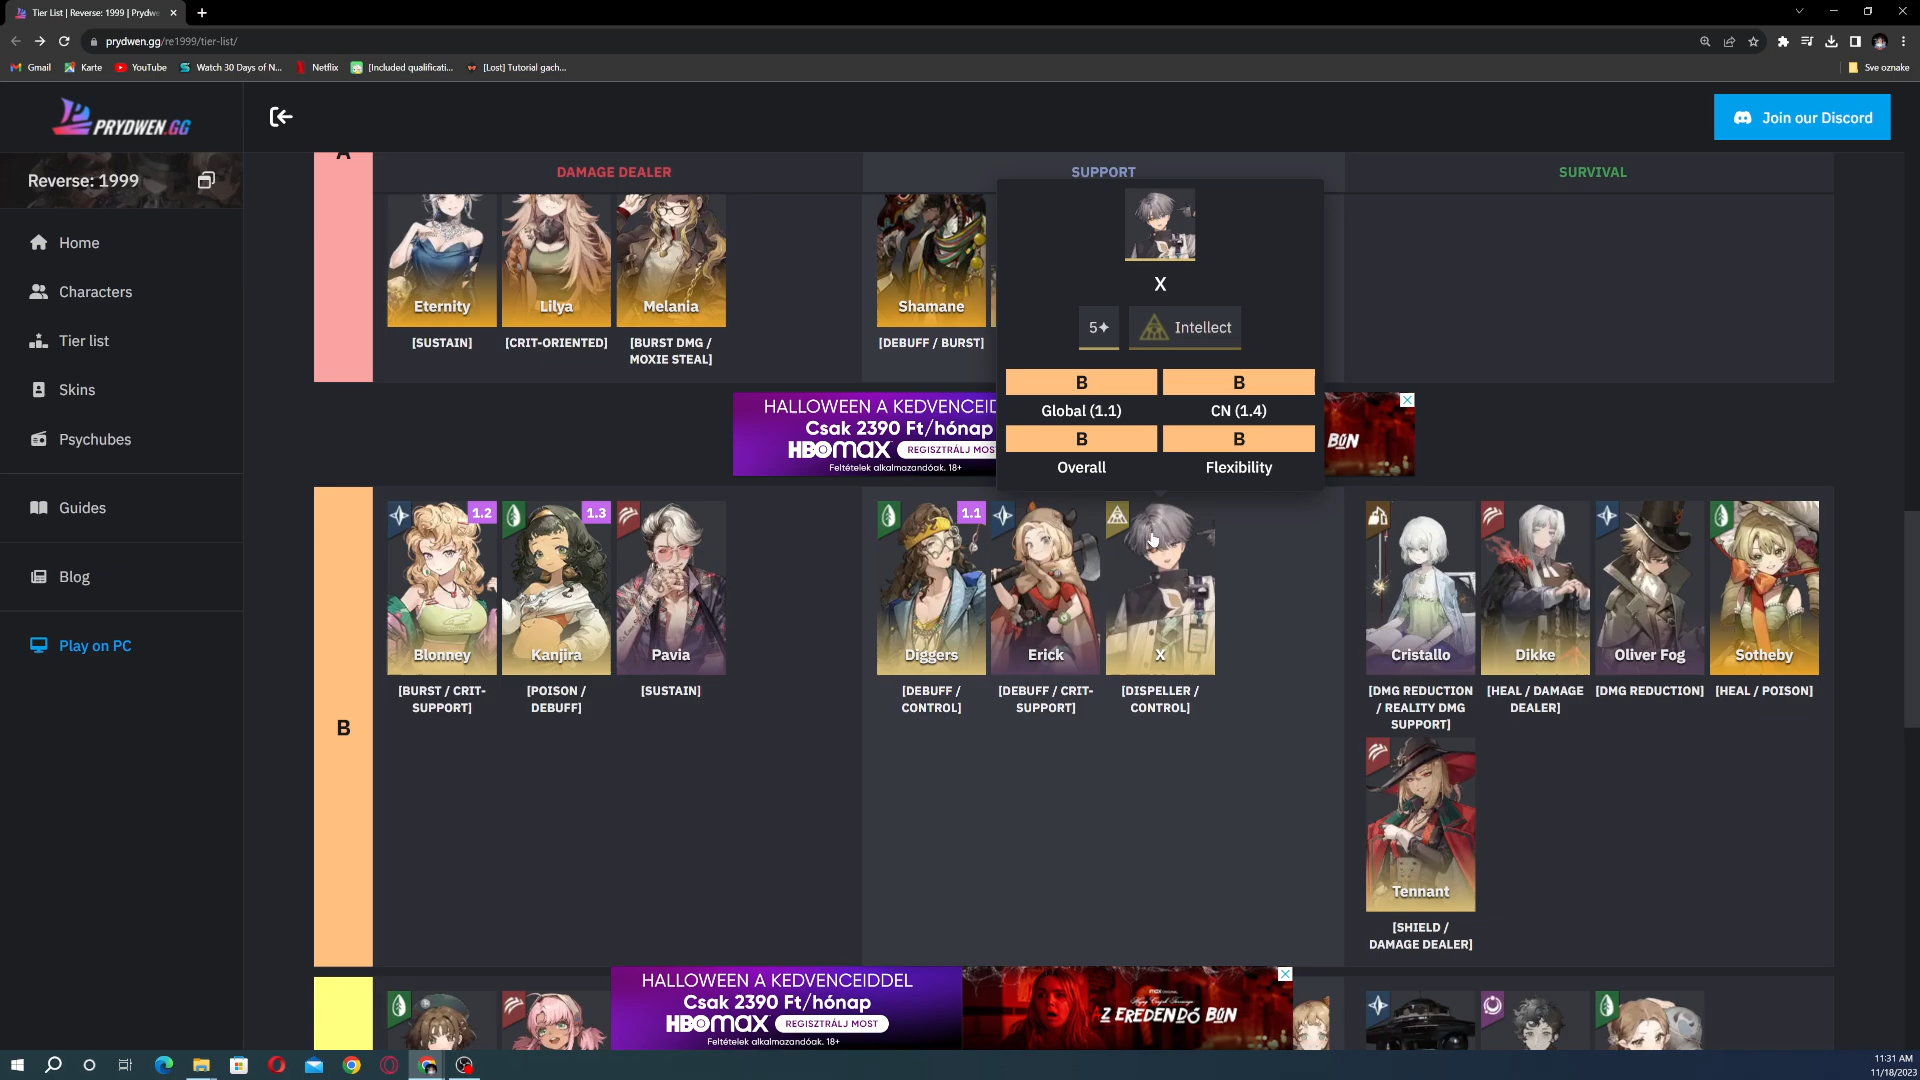 Tier List | Reverse: 1999 | Prydwe
prydwen.gg/re1999/tier-list/
Gmail
Karte
YouTube
Watch 30 Days of N...
Netflix
[Included qualificati...
[Lost] Tutorial gach...
Sve oznake
PRYDWEN.GG
Join our Discord
Reverse: 1999
Home
Characters
Tier list
Skins
Psychubes
Guides
Blog
Play on PC
A
DAMAGE DEALER
SUPPORT
SURVIVAL
Eternity
Lilya
Melania
Shamane
[SUSTAIN]
[CRIT-ORIENTED]
[BURST DMG /
MOXIE STEAL]
[DEBUFF / BURST]
X
5
Intellect
B
B
Global (1.1)
CN (1.4)
B
B
Overall
Flexibility
HALLOWEEN A KEDVENCEID
Csak 2390 Ft/hónap
HBOMAX REGISZTRÁLJ MOS
Feltételek alkalmazandóak. 18+
BŰN
B
1.2
1.3
1.1
Blonney
Kanjira
Pavia
Diggers
Erick
X
Cristallo
Dikke
Oliver Fog
Sotheby
[BURST / CRIT-
SUPPORT]
[POISON /
DEBUFF]
[SUSTAIN]
[DEBUFF /
CONTROL]
[DEBUFF / CRIT-
SUPPORT]
[DISPELLER /
CONTROL]
[DMG REDUCTION
/ REALITY DMG
SUPPORT]
[HEAL / DAMAGE
DEALER]
[DMG REDUCTION]
[HEAL / POISON]
Tennant
[SHIELD /
DAMAGE DEALER]
HALLOWEEN A KEDVENCEIDDEL
Csak 2390 Ft/hónap
HBOMAX REGISZTRÁLJ MOST
Feltételek alkalmazandóak. 18+
AZ EREDENDŐ BŰN
11:31 AM
11/18/2023